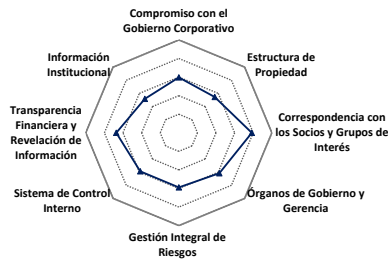 Compromiso con el
Gobierno Corporativo
Estructura de
Propiedad
Correspondencia con
los Socios y Grupos de
Interés
Órganos de Gobierno y
Gerencia
Gestión Integral de
Riesgos
Sistema de Control
Interno
Transparencia
Financiera y
Revelación de
Información
Información
Institucional